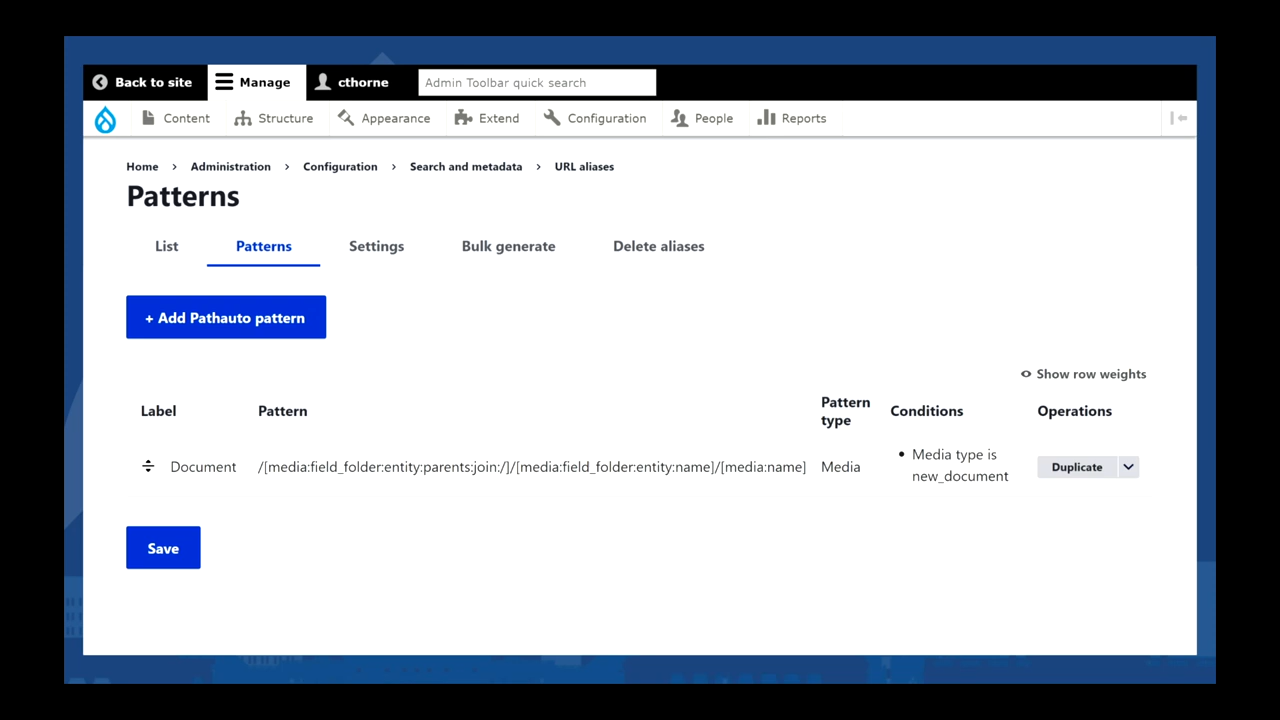 Back to site Manage cthorne Admin Toolbar quick search
Content Structure Appearance Extend Configuration People Reports
Home > Administration > Configuration > Search and metadata > URL aliases
Patterns
List Patterns Settings Bulk generate Delete aliases
+ Add Pathauto pattern
Show row weights
Label Pattern Pattern type Conditions Operations
Document /[media:field_folder:entity:parents:join:/]/[media:field_folder:entity:name]/[media:name] Media • Media type is new_document Duplicate
Save